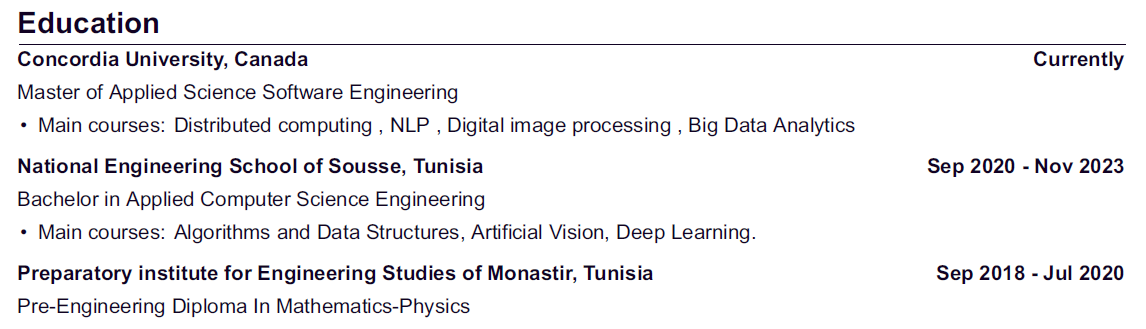 Education
Concordia University, Canada Currently
Master of Applied Science Software Engineering
• Main courses: Distributed computing , NLP , Digital image processing , Big Data Analytics
National Engineering School of Sousse, Tunisia Sep 2020 - Nov 2023
Bachelor in Applied Computer Science Engineering
• Main courses: Algorithms and Data Structures, Artificial Vision, Deep Learning.
Preparatory institute for Engineering Studies of Monastir, Tunisia Sep 2018 - Jul 2020
Pre-Engineering Diploma In Mathematics-Physics